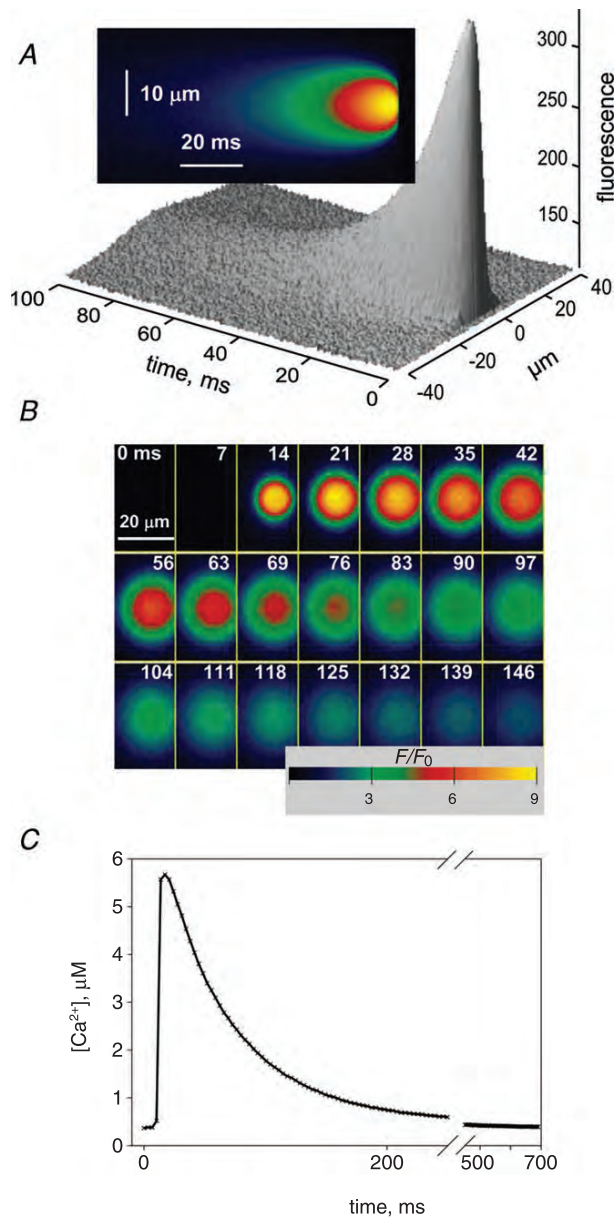 A
10 μm
20 ms
300
250
200
150
fluorescence
100
80
60
40
20
0
time, ms
40
20
0
-20
-40
μm
B
0 ms 7 14 21 28 35 42
20 μm
56 63 69 76 83 90 97
104 111 118 125 132 139 146
F/F0
3 6 9
C
6
5
4
3
2
1
0
[Ca2+], μM
0 200 500 700
time, ms